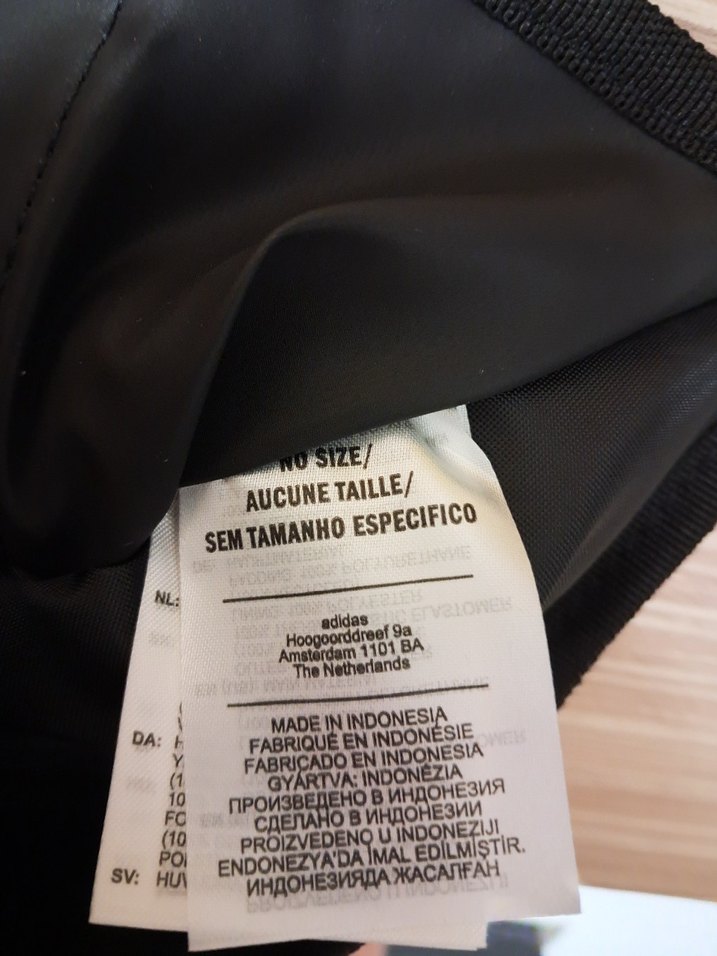 NO SIZE/
AUCUNE TAILLE/
SEM TAMANHO ESPECIFICO
adidas
Hoogoorddreef 9a
Amsterdam 1101 BA
The Netherlands
MADE IN INDONESIA
FABRIQUÉ EN INDONÉSIE
FABRICADO EN INDONESIA
GYÁRTVA: INDONÉZIA
ПРОИЗВЕДЕНО В ИНДОНЕЗИЯ
СДЕЛАНО В ИНДОНЕЗИИ
PROIZVEDENO U INDONEZIJI
ENDONEZYA'DA İMAL EDİLMİŞTİR.
ИНДОНЕЗИЯДА ЖАСАЛҒАН
NL:
DA:
SV: